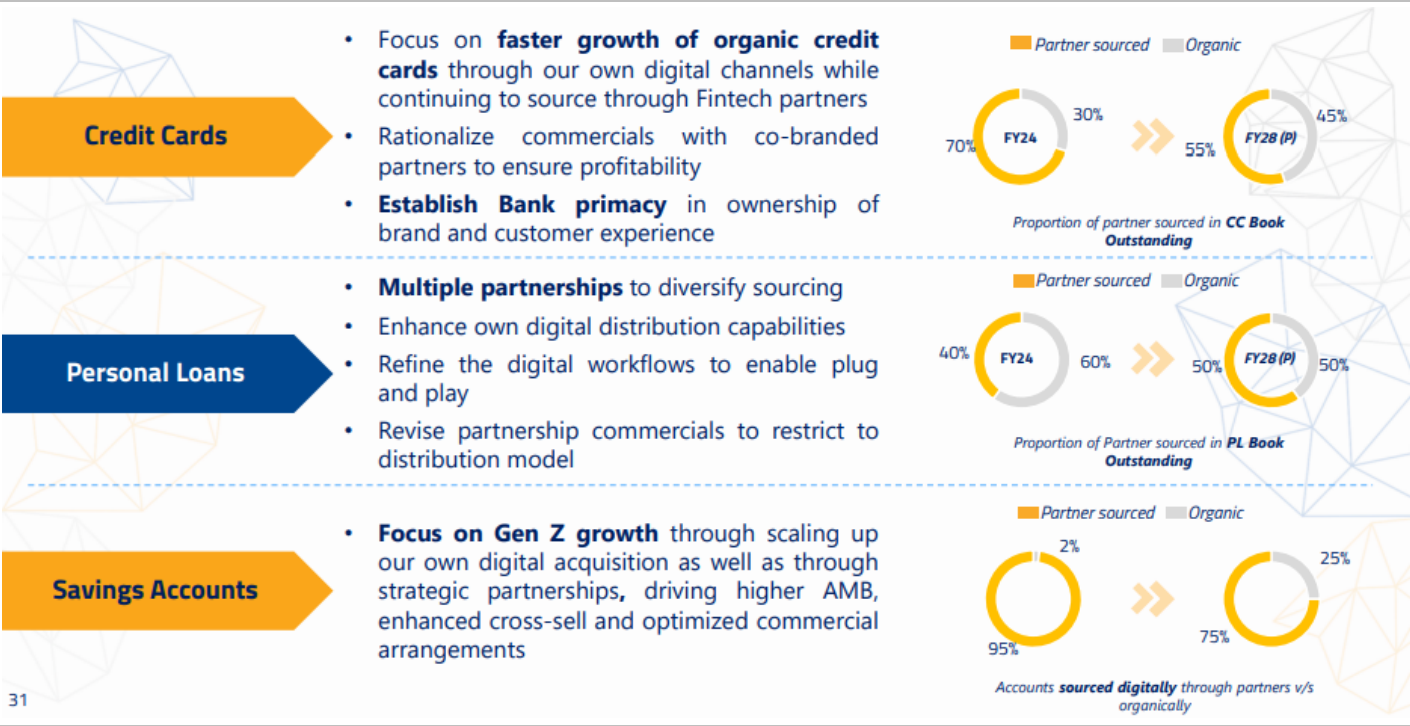 Credit Cards
• Focus on faster growth of organic credit
cards through our own digital channels while
continuing to source through Fintech partners
• Rationalize commercials with co-branded
partners to ensure profitability
• Establish Bank primacy in ownership of
brand and customer experience
Partner sourced Organic
70% FY24 30%
55% FY28 (P) 45%
Proportion of partner sourced in CC Book
Outstanding
Personal Loans
• Multiple partnerships to diversify sourcing
• Enhance own digital distribution capabilities
• Refine the digital workflows to enable plug
and play
• Revise partnership commercials to restrict to
distribution model
Partner sourced Organic
40% FY24 60%
50% FY28 (P) 50%
Proportion of Partner sourced in PL Book
Outstanding
Savings Accounts
• Focus on Gen Z growth through scaling up
our own digital acquisition as well as through
strategic partnerships, driving higher AMB,
enhanced cross-sell and optimized commercial
arrangements
Partner sourced Organic
2%
95%
25%
75%
Accounts sourced digitally through partners v/s
organically
31